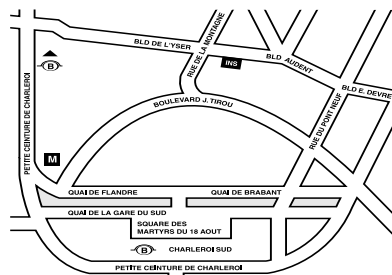 BLD DE L'YSER
B
RUE DE LA MONTAGNE
INS
BLD AUDENT
BLD E. DEVRE
PETITE CEINTURE DE CHARLEROI
BOULEVARD J. TIROU
RUE DU PONT NEUF
M
QUAI DE FLANDRE
QUAI DE BRABANT
QUAI DE LA GARE DU SUD
SQUARE DES
MARTYRS DU 18 AOUT
B
CHARLEROI SUD
PETITE CEINTURE DE CHARLEROI